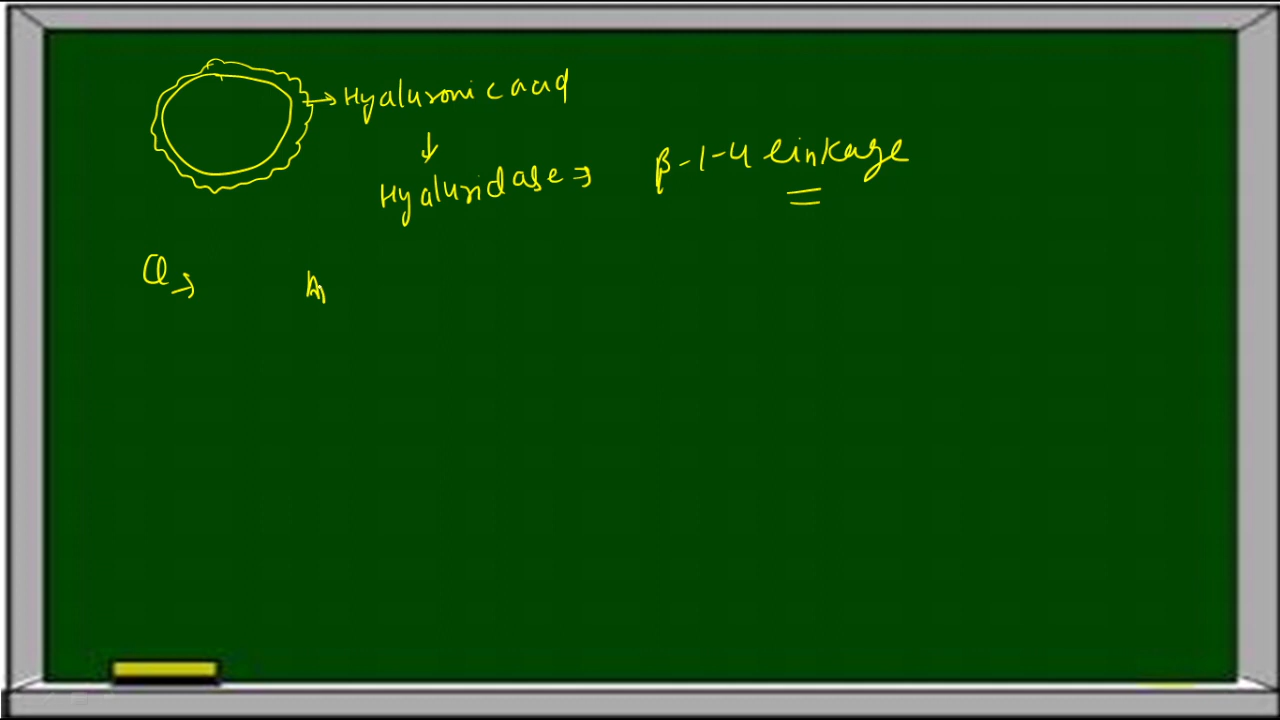 →Hyaluronic acid
↓
Hyaluridase ⇒ β-1-4 linkage
Q→